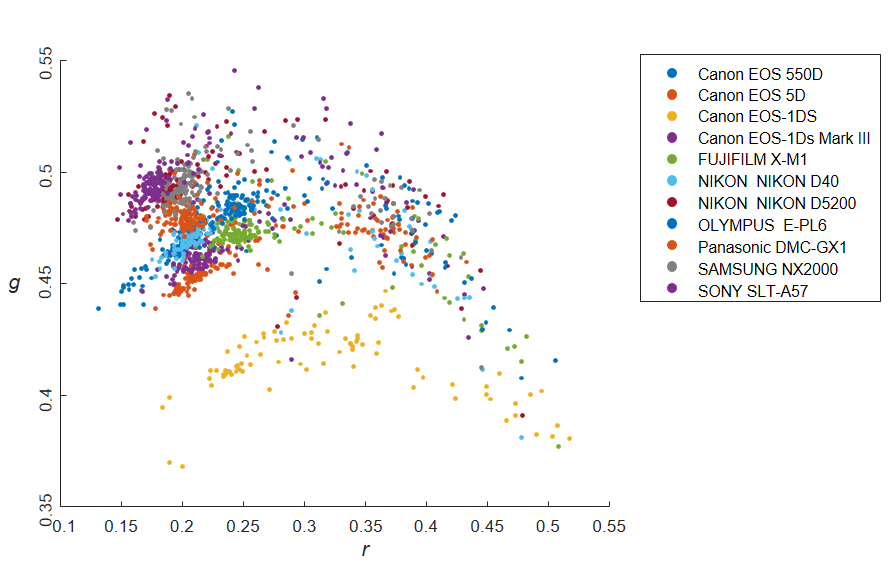 0.55
0.5
0.45
0.4
0.35
g
0.1 0.15 0.2 0.25 0.3 0.35 0.4 0.45 0.5 0.55
r
Canon EOS 550D
Canon EOS 5D
Canon EOS-1DS
Canon EOS-1Ds Mark III
FUJIFILM X-M1
NIKON NIKON D40
NIKON NIKON D5200
OLYMPUS E-PL6
Panasonic DMC-GX1
SAMSUNG NX2000
SONY SLT-A57